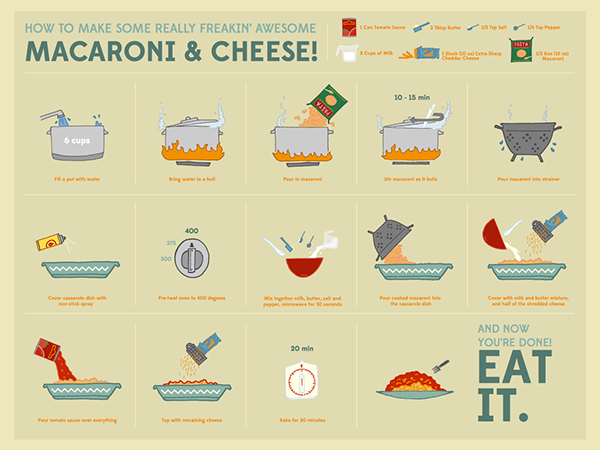 HOW TO MAKE SOME REALLY FREAKIN' AWESOME
MACARONI & CHEESE!
1 Can Tomato Sauce
2 Tblsp Butter
1/2 Tsp Salt
1/4 Tsp Pepper
Cups of Milk
1 Block (10 oz) Extra Sharp
Cheddar Cheese
PASTA
1/2 Box (16 oz)
Macaroni
6 cups
Fill a pot with water
Bring water to a boil
PASTA
Pour in macaroni
10 - 15 min
Stir macaroni as it boils
Pour macaroni into strainer
Cover casserole dish with
non-stick spray
400
375
300
Pre-heat oven to 400 degrees
Mix together milk, butter, salt and
pepper, microwave for 30 seconds
Pour cooked macaroni into
the casserole dish
Cover with milk and butter mixture,
and half of the shredded cheese
Pour tomato sauce over everything
Top with remaining cheese
20 min
Bake for 20 minutes
AND NOW
YOU'RE DONE!
EAT
IT.